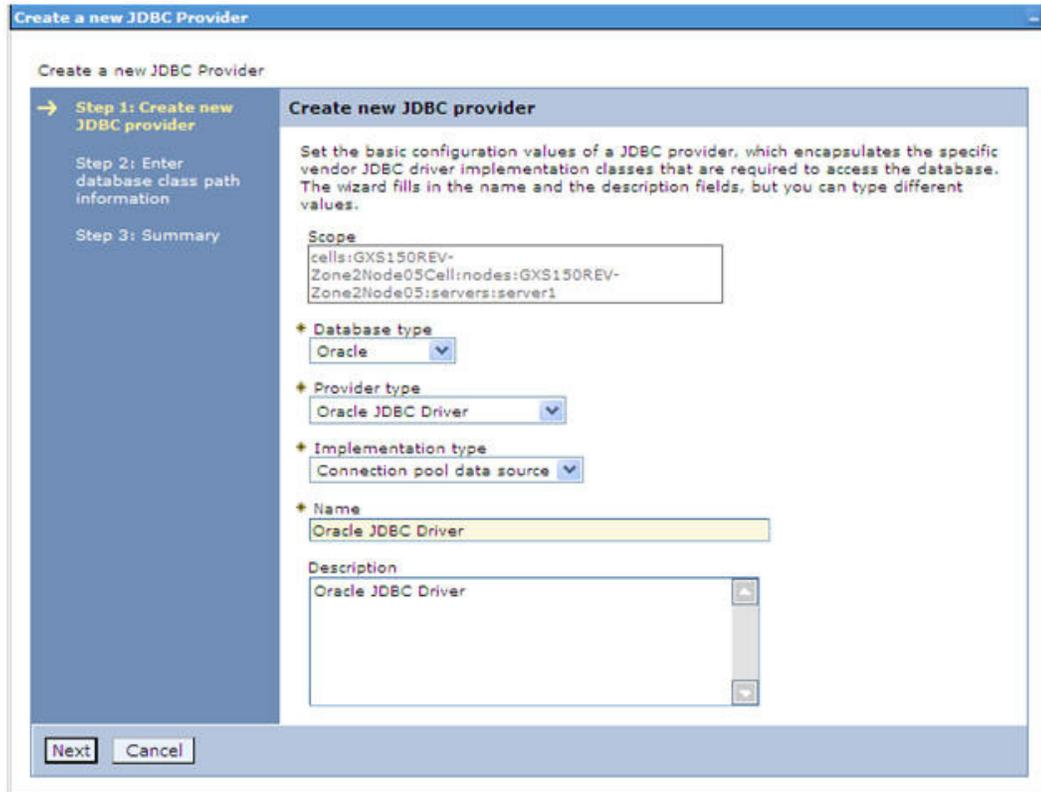 Create a new JDBC Provider
Create a new JDBC Provider
Step 1: Create new
JDBC provider
Step 2: Enter
database class path
information
Step 3: Summary
Create new JDBC provider
Set the basic configuration values of a JDBC provider, which encapsulates the specific
vendor JDBC driver implementation classes that are required to access the database.
The wizard fills in the name and the description fields, but you can type different
values.
Scope
cells:GXS150REV-
Zone2Node05Cell:nodes:GXS150REV-
Zone2Node05:servers:server1
Database type
Oracle
Provider type
Oracle JDBC Driver
Implementation type
Connection pool data source
Name
Oracle JDBC Driver
Description
Oracle JDBC Driver
Next
Cancel